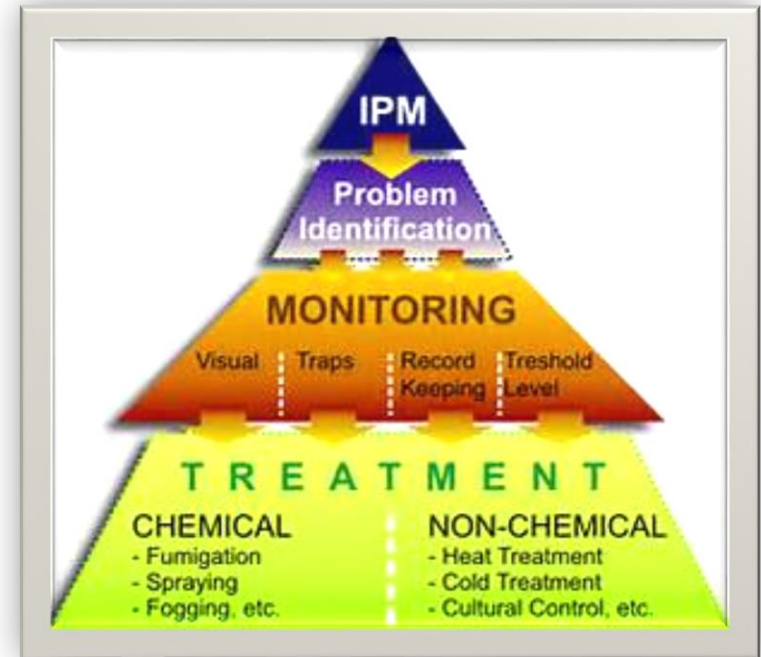 IPM
Problem
Identification
MONITORING
Visual
Traps
Record
Keeping
Treshold
Level
TREATMENT
CHEMICAL
- Fumigation
- Spraying
- Fogging, etc.
NON-CHEMICAL
- Heat Treatment
- Cold Treatment
- Cultural Control, etc.